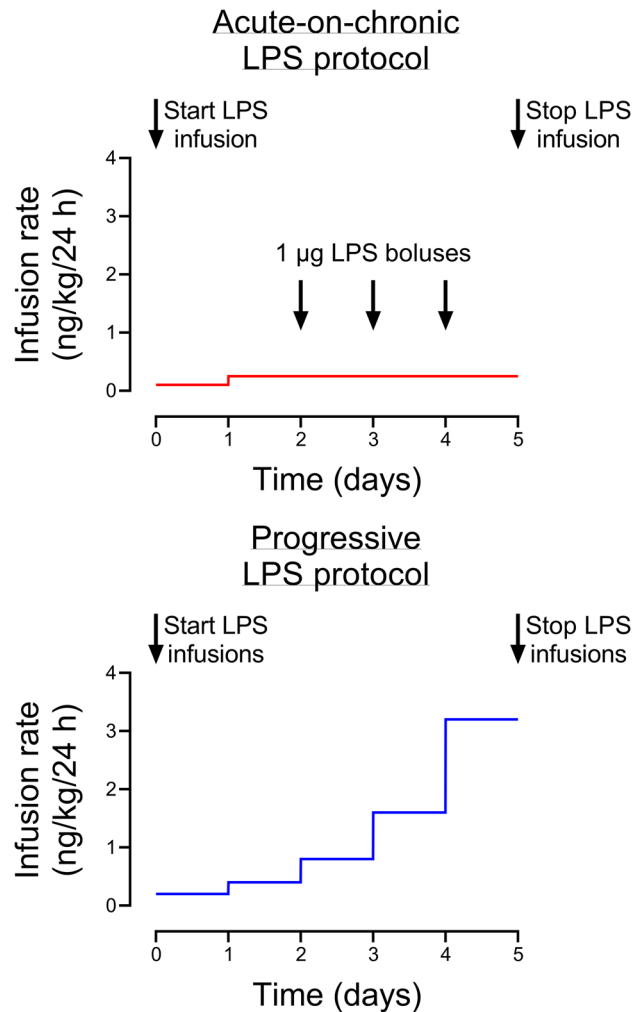 Acute-on-chronic
LPS protocol
Start LPS
infusion
Stop LPS
infusion
Infusion rate
(ng/kg/24 h)
4
3
2
1
0
1 µg LPS boluses
0 1 2 3 4 5
Time (days)
Progressive
LPS protocol
Start LPS
infusions
Stop LPS
infusions
Infusion rate
(ng/kg/24 h)
4
3
2
1
0
0 1 2 3 4 5
Time (days)